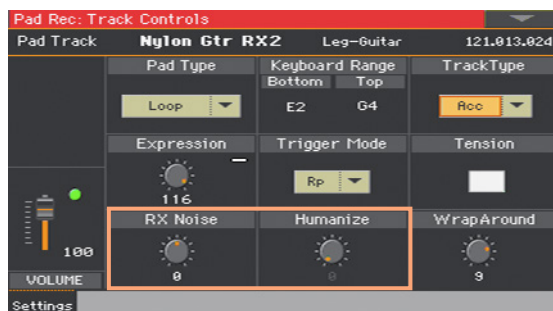 Pad Rec: Track Controls
Pad Track Nylon Gtr RX2 Leg-Guitar 121.013.024
Pad Type Keyboard Range TrackType
Bottom Top
Loop E2 G4 Acc
Expression Trigger Mode Tension
Rp
116
RX Noise Humanize WrapAround
100
0 0 9
VOLUME
Settings